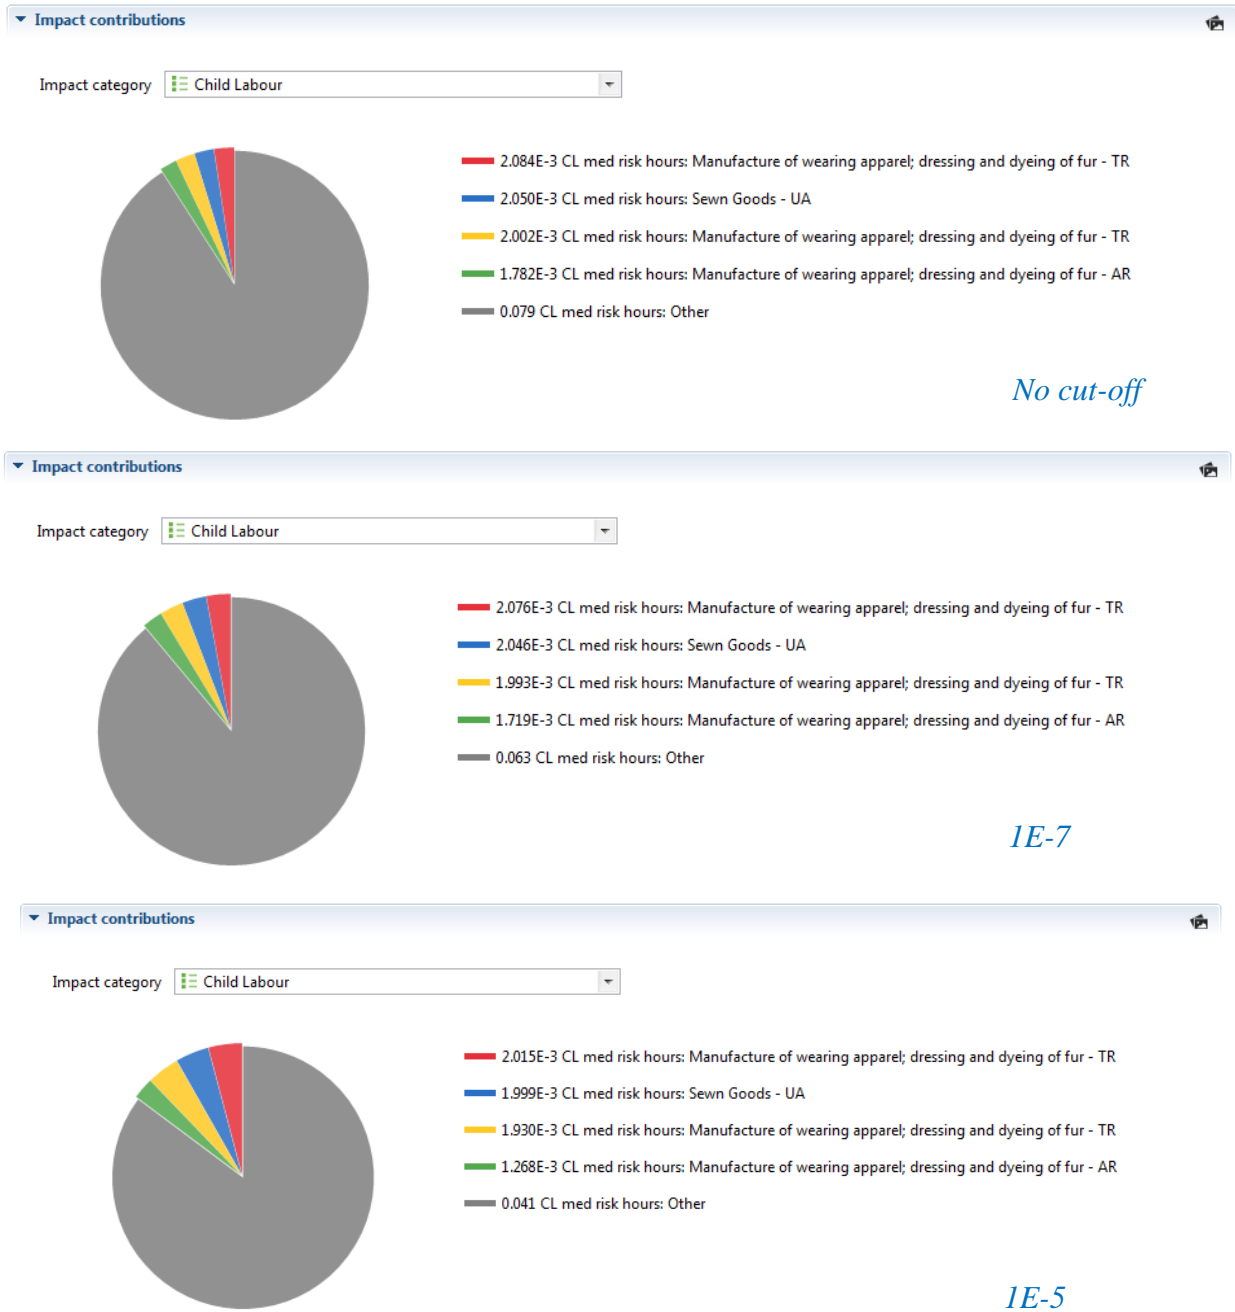 Impact contributions
Impact category Child Labour
2.084E-3 CL med risk hours: Manufacture of wearing apparel; dressing and dyeing of fur - TR
2.050E-3 CL med risk hours: Sewn Goods - UA
2.002E-3 CL med risk hours: Manufacture of wearing apparel; dressing and dyeing of fur - TR
1.782E-3 CL med risk hours: Manufacture of wearing apparel; dressing and dyeing of fur - AR
0.079 CL med risk hours: Other
No cut-off
Impact contributions
Impact category Child Labour
2.076E-3 CL med risk hours: Manufacture of wearing apparel; dressing and dyeing of fur - TR
2.046E-3 CL med risk hours: Sewn Goods - UA
1.993E-3 CL med risk hours: Manufacture of wearing apparel; dressing and dyeing of fur - TR
1.719E-3 CL med risk hours: Manufacture of wearing apparel; dressing and dyeing of fur - AR
0.063 CL med risk hours: Other
1E-7
Impact contributions
Impact category Child Labour
2.015E-3 CL med risk hours: Manufacture of wearing apparel; dressing and dyeing of fur - TR
1.999E-3 CL med risk hours: Sewn Goods - UA
1.930E-3 CL med risk hours: Manufacture of wearing apparel; dressing and dyeing of fur - TR
1.268E-3 CL med risk hours: Manufacture of wearing apparel; dressing and dyeing of fur - AR
0.041 CL med risk hours: Other
1E-5